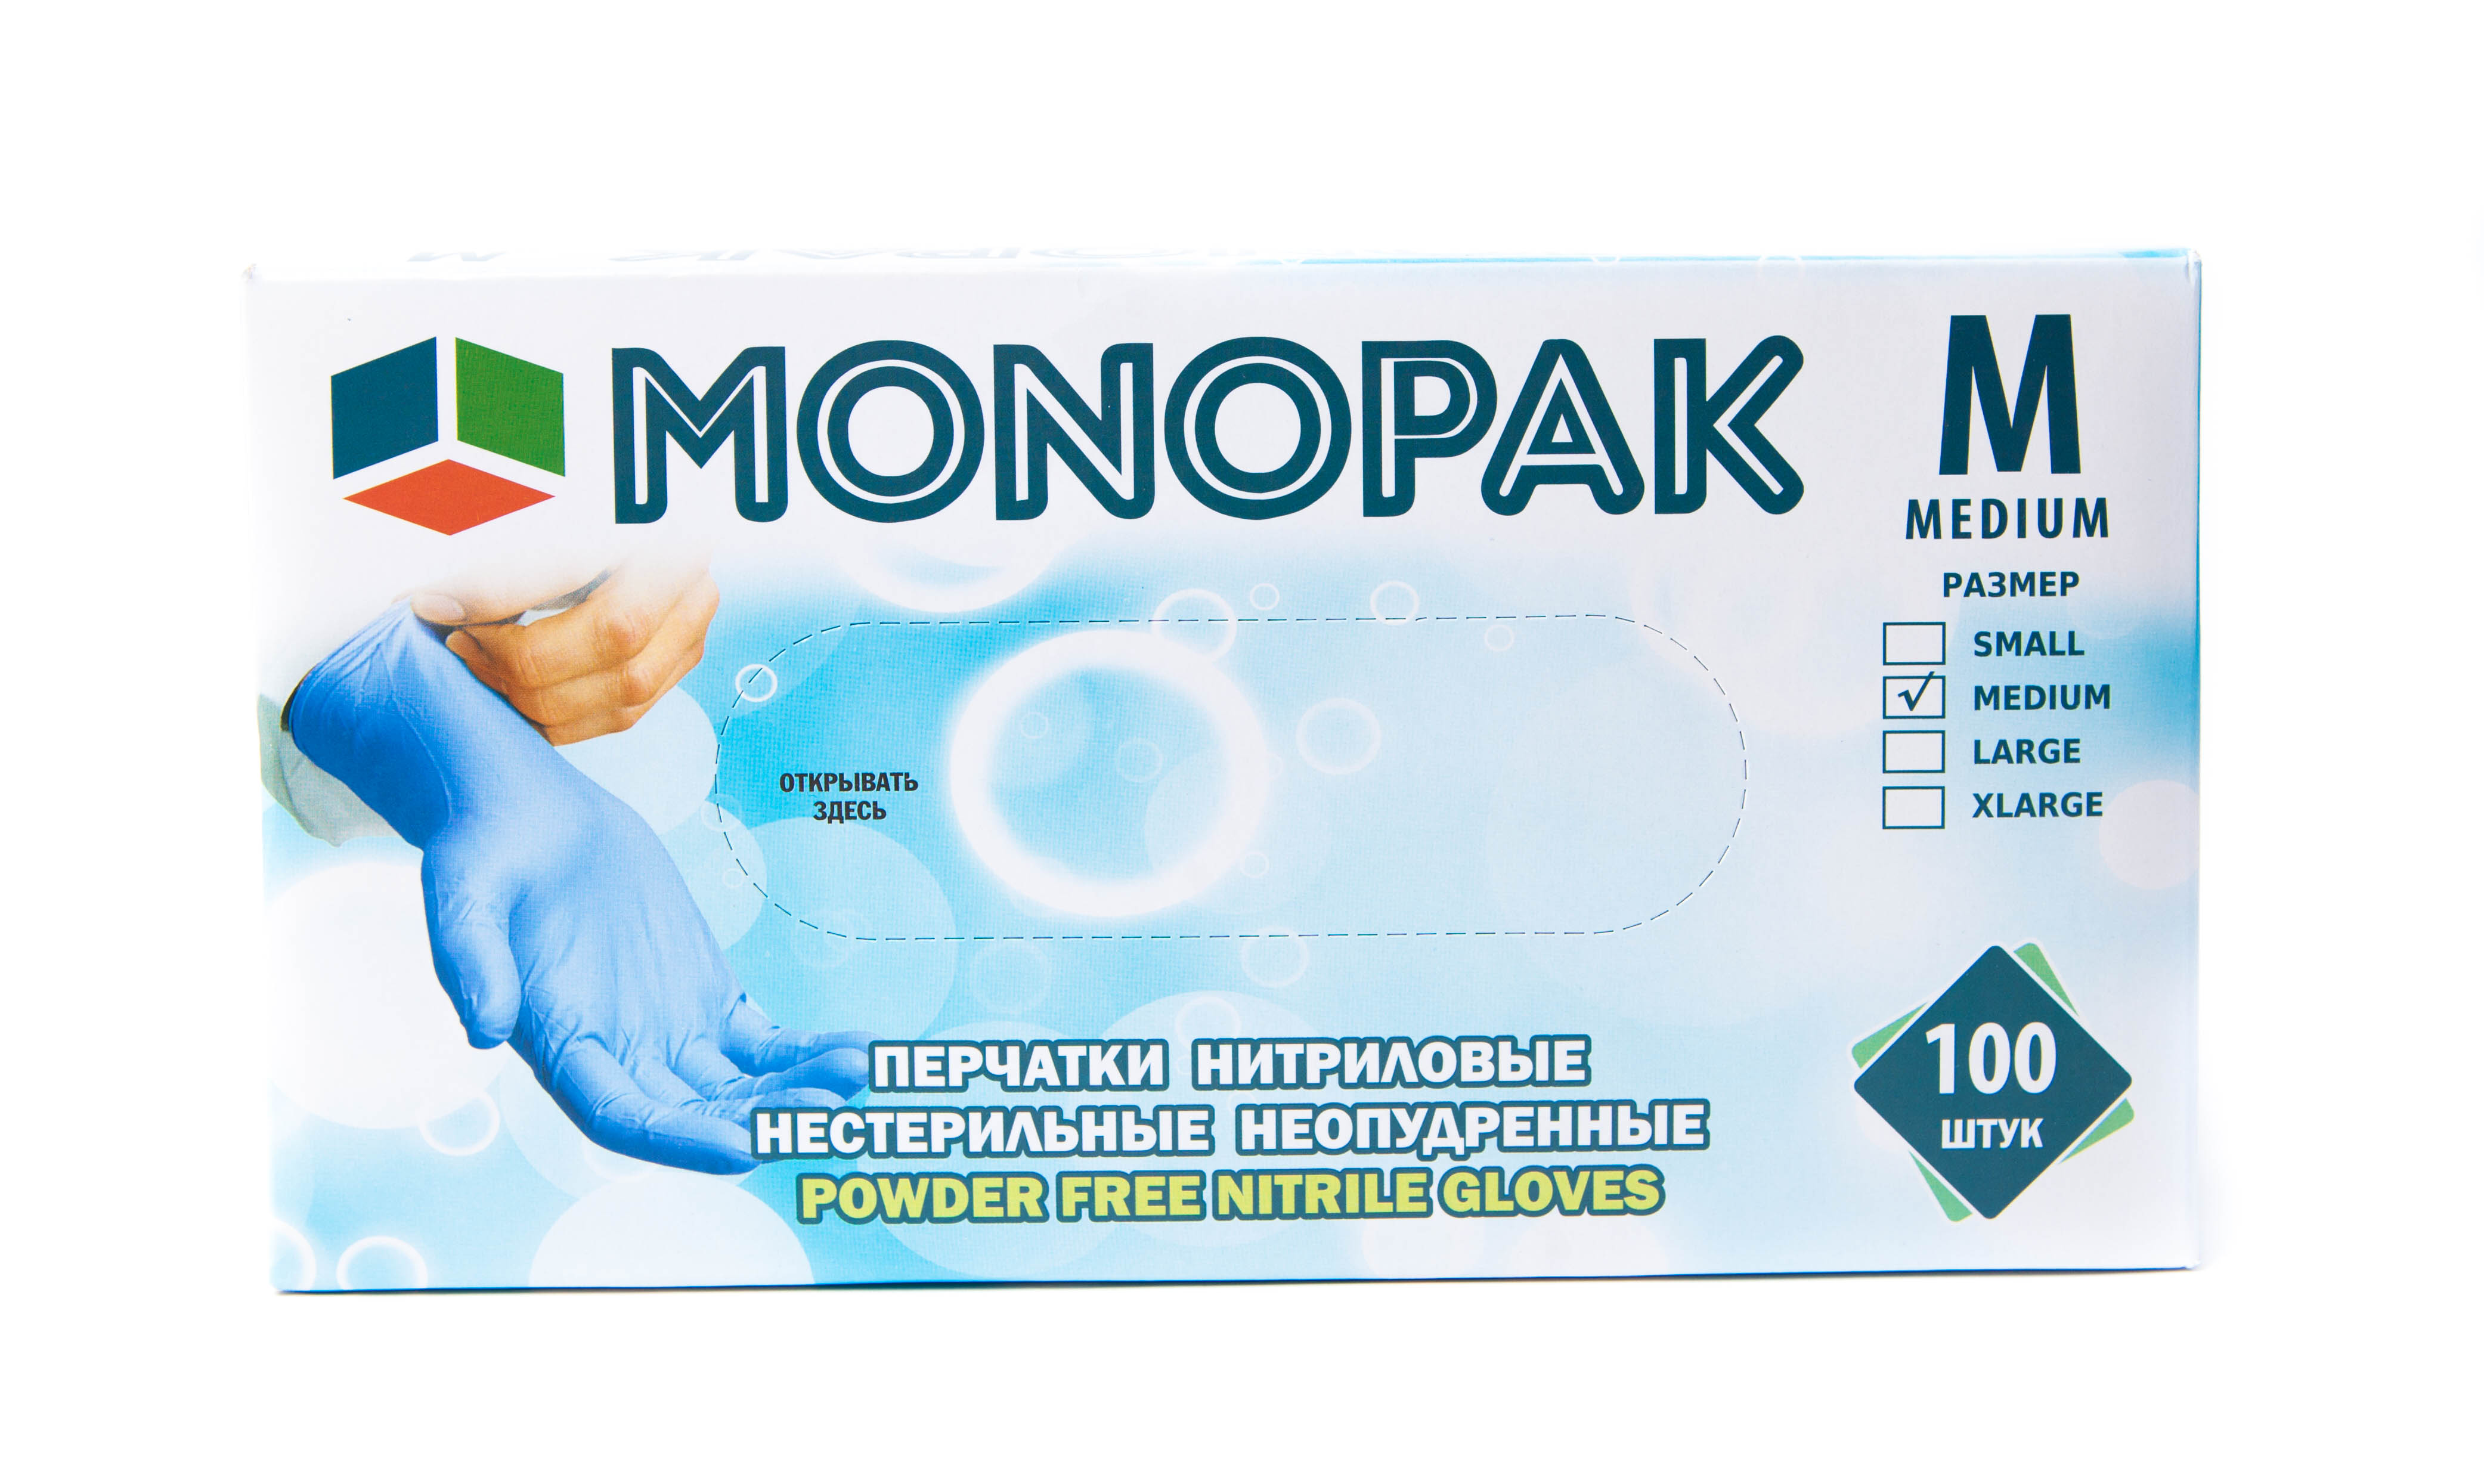 MONOPAK
M
MEDIUM
РАЗМЕР
SMALL
MEDIUM
LARGE
XLARGE
ОТКРЫВАТЬ
ЗДЕСЬ
ПЕРЧАТКИ НИТРИЛОВЫЕ
НЕСТЕРИЛЬНЫЕ НЕОПУДРЕННЫЕ
POWDER FREE NITRILE GLOVES
100
ШТУК